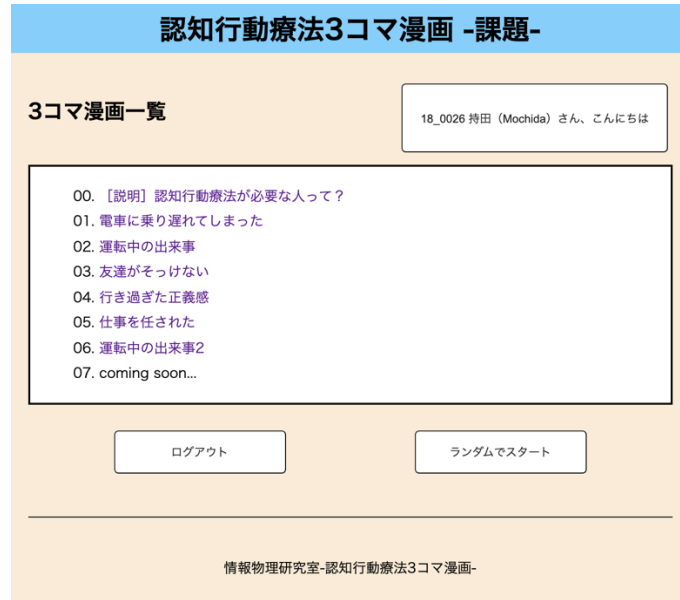 認知行動療法3コマ漫画 -課題-
3コマ漫画一覧
18_0026 持田（Mochida）さん、こんにちは
00. ［説明］認知行動療法が必要な人って？
01. 電車に乗り遅れてしまった
02. 運転中の出来事
03. 友達がそっけない
04. 行き過ぎた正義感
05. 仕事を任された
06. 運転中の出来事2
07. coming soon...
ログアウト
ランダムでスタート
情報物理研究室-認知行動療法3コマ漫画-